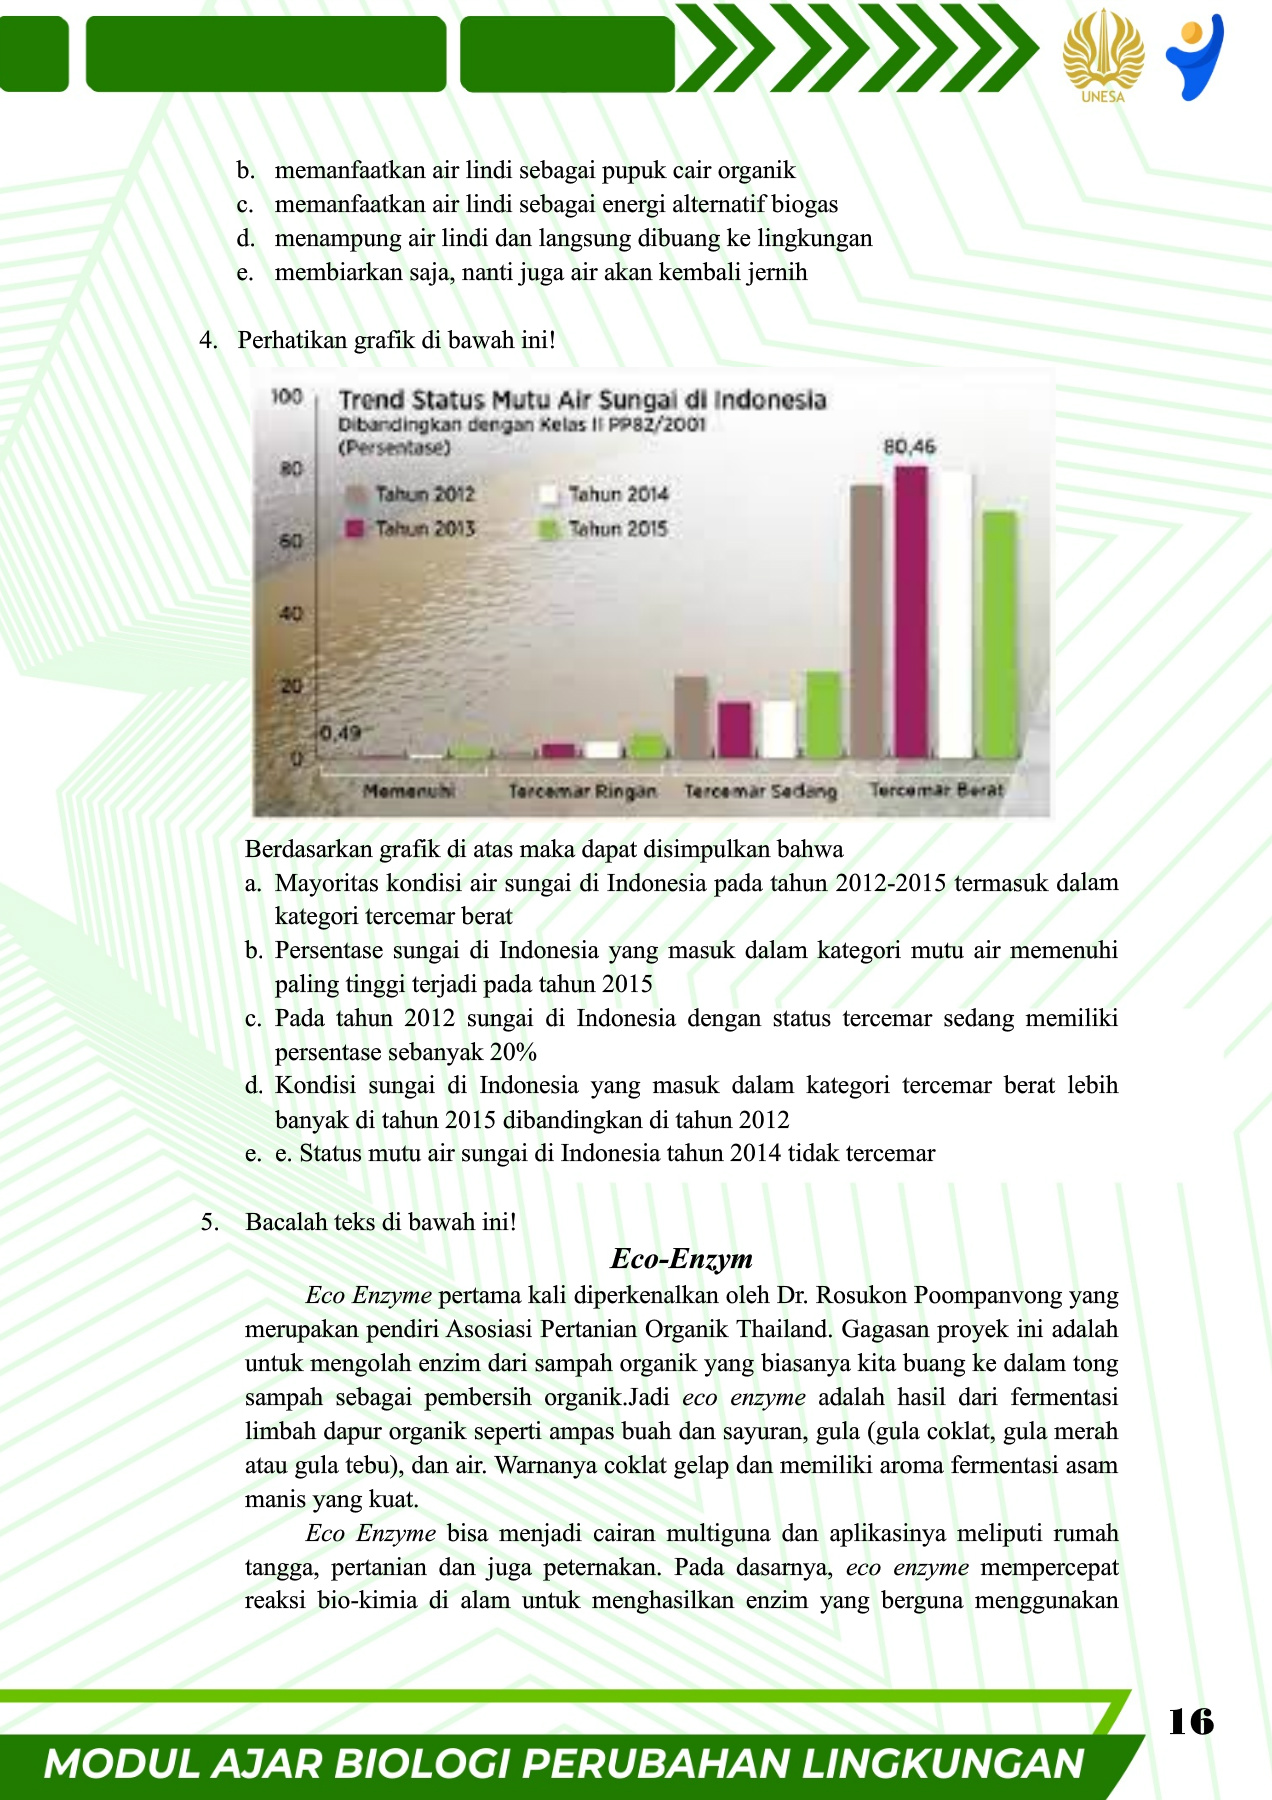 UNESA
b. memanfaatkan air lindi sebagai pupuk cair organik
c. memanfaatkan air lindi sebagai energi alternatif biogas
d. menampung air lindi dan langsung dibuang ke lingkungan
e. membiarkan saja, nanti juga air akan kembali jernih
4. Perhatikan grafik di bawah ini!
Trend Status Mutu Air Sungai di Indonesia
Dibandingkan dengan Kelas II PP82/2001
(Persentase)
Tahun 2012
Tahun 2014
Tahun 2013
Tahun 2015
100
80
60
40
20
0
0,49
80,46
Memenuhi
Tercemar Ringan
Tercemar Sedang
Tercemar Berat
Berdasarkan grafik di atas maka dapat disimpulkan bahwa
a. Mayoritas kondisi air sungai di Indonesia pada tahun 2012-2015 termasuk dalam
kategori tercemar berat
b. Persentase sungai di Indonesia yang masuk dalam kategori mutu air memenuhi
paling tinggi terjadi pada tahun 2015
c. Pada tahun 2012 sungai di Indonesia dengan status tercemar sedang memiliki
persentase sebanyak 20%
d. Kondisi sungai di Indonesia yang masuk dalam kategori tercemar berat lebih
banyak di tahun 2015 dibandingkan di tahun 2012
e. e. Status mutu air sungai di Indonesia tahun 2014 tidak tercemar
5. Bacalah teks di bawah ini!
Eco-Enzym
Eco Enzyme pertama kali diperkenalkan oleh Dr. Rosukon Poompanvong yang
merupakan pendiri Asosiasi Pertanian Organik Thailand. Gagasan proyek ini adalah
untuk mengolah enzim dari sampah organik yang biasanya kita buang ke dalam tong
sampah sebagai pembersih organik.Jadi eco enzyme adalah hasil dari fermentasi
limbah dapur organik seperti ampas buah dan sayuran, gula (gula coklat, gula merah
atau gula tebu), dan air. Warnanya coklat gelap dan memiliki aroma fermentasi asam
manis yang kuat.
Eco Enzyme bisa menjadi cairan multiguna dan aplikasinya meliputi rumah
tangga, pertanian dan juga peternakan. Pada dasarnya, eco enzyme mempercepat
reaksi bio-kimia di alam untuk menghasilkan enzim yang berguna menggunakan
16
MODUL AJAR BIOLOGI PERUBAHAN LINGKUNGAN